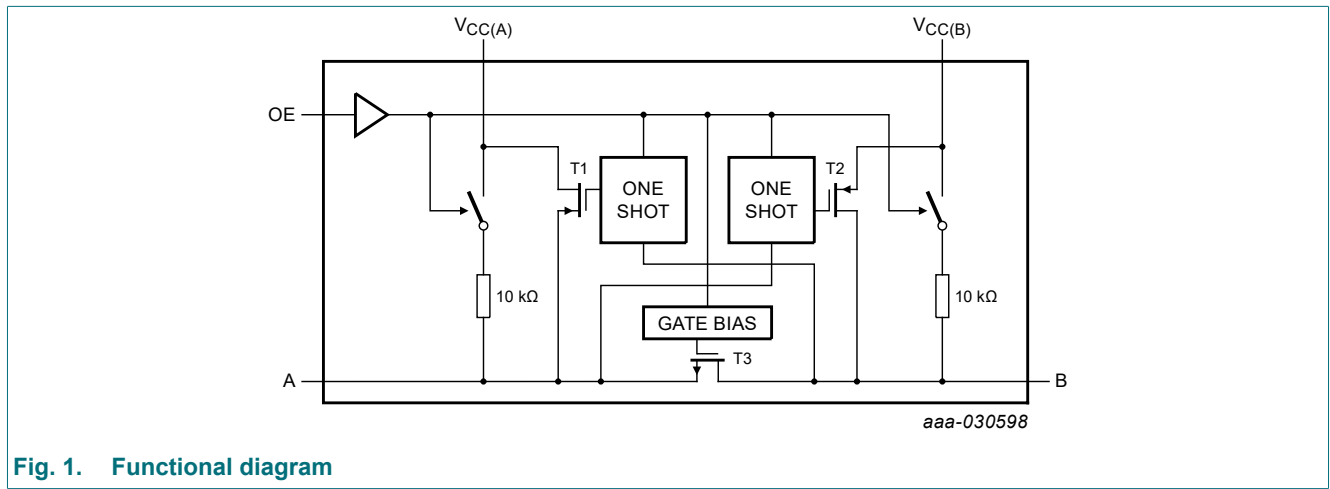 VCC(A)
VCC(B)
OE
T1
ONE
SHOT
ONE
SHOT
T2
10 kΩ
10 kΩ
GATE BIAS
T3
A
B
aaa-030598
Fig. 1. Functional diagram